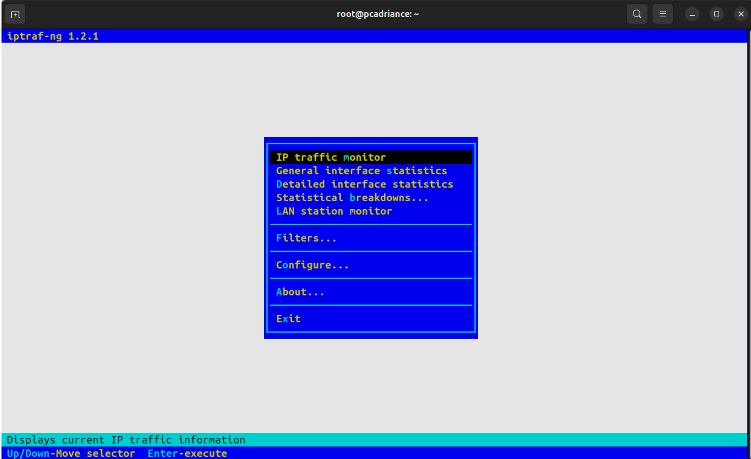 root@pcadriance: ~
iptraf-ng 1.2.1
IP traffic monitor
General interface statistics
Detailed interface statistics
Statistical breakdowns...
LAN station monitor
Filters...
Configure...
About...
Exit
Displays current IP traffic information
Up/Down-Move selector  Enter-execute